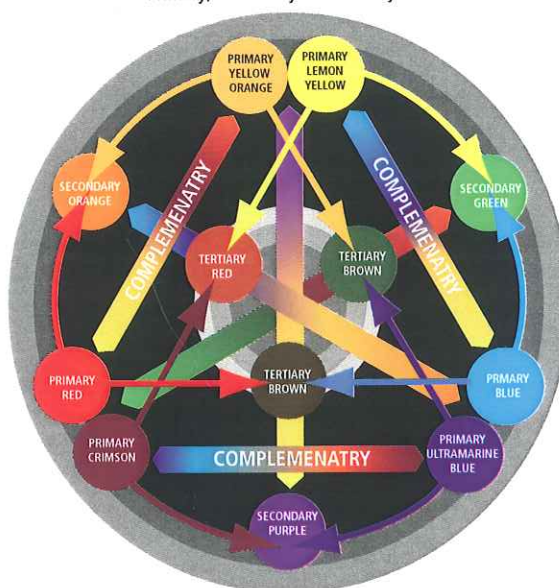 PRIMARY
YELLOW
ORANGE
PRIMARY
LEMON
YELLOW
SECONDARY
ORANGE
SECONDARY
GREEN
COMPLEMENATRY
COMPLEMENATRY
TERTIARY
RED
TERTIARY
BROWN
TERTIARY
BROWN
PRIMARY
RED
PRIMARY
BLUE
PRIMARY
CRIMSON
COMPLEMENATRY
PRIMARY
ULTRAMARINE
BLUE
SECONDARY
PURPLE